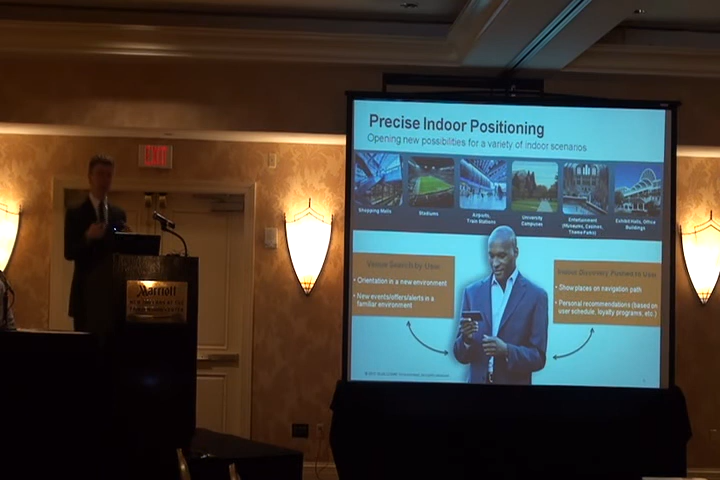 Precise Indoor Positioning
Opening new possibilities for a variety of indoor scenarios
EXIT
Shopping Malls
Stadiums
Airports,
Train Stations
University
Campuses
Entertainment
(Museums, Casinos,
Theme Parks)
Exhibit Halls, Office
Buildings
Venue Search by User
• Orientation in a new environment
• New events/offers/alerts in a
familiar environment
Indoor Discovery Pushed to User
• Show places on navigation path
• Personal recommendations (based on
user schedule, loyalty programs, etc.)
Marriott